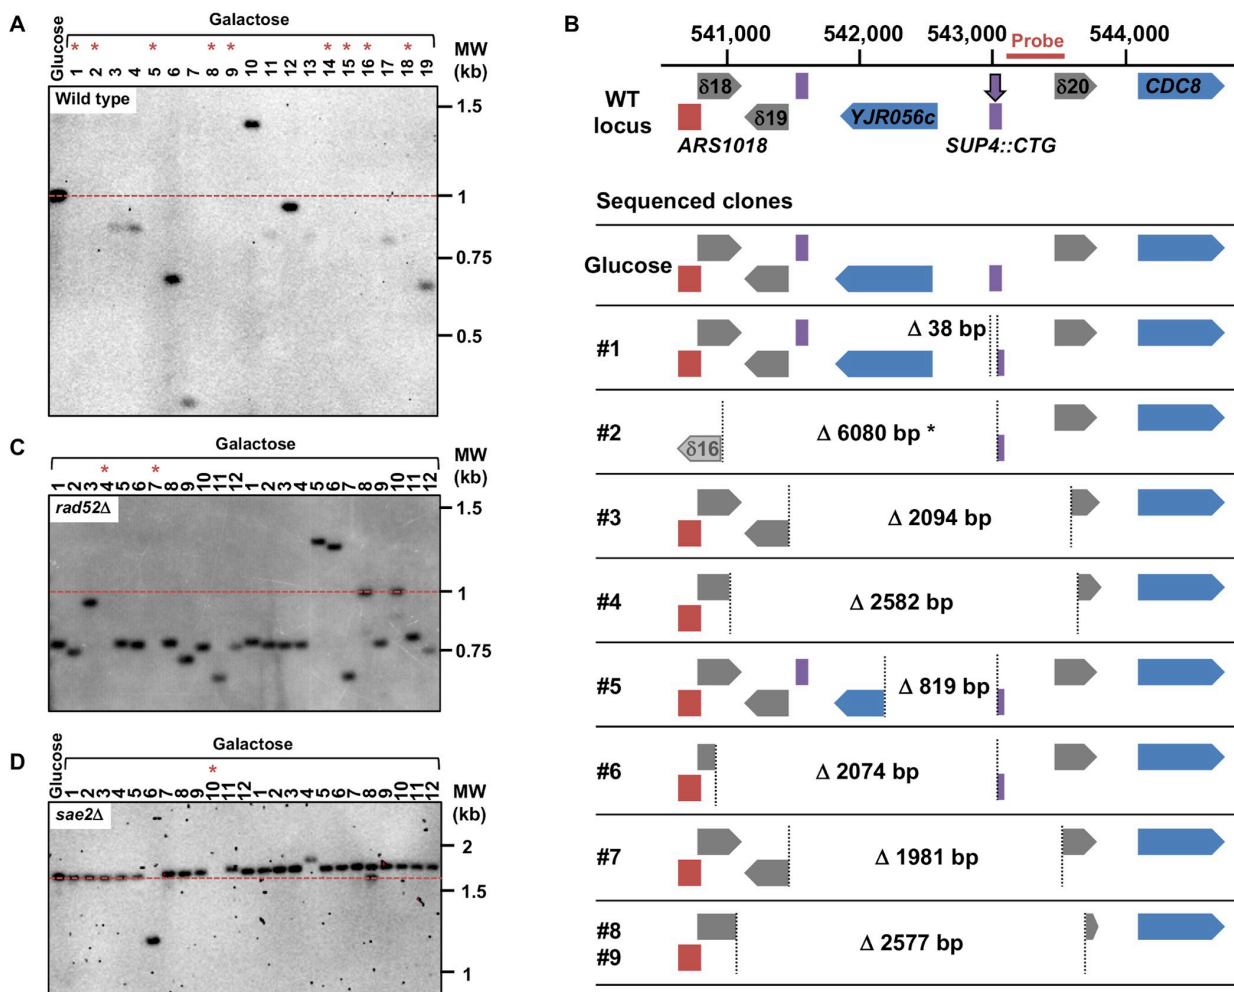 A
Galactose
Glucose
* * * * * * * * *
1 2 3 4 5 6 7 8 9 10 11 12 13 14 15 16 17 18 19
MW
(kb)
Wild type
1.5
1
0.75
0.5
C
Galactose
* *
1 2 3 4 5 6 7 8 9 10 11 12 1 2 3 4 5 6 7 8 9 10 11 12
MW
(kb)
rad52Δ
1.5
1
0.75
D
Galactose
Glucose
*
1 2 3 4 5 6 7 8 9 10 11 12 1 2 3 4 5 6 7 8 9 10 11 12
MW
(kb)
sae2Δ
2
1.5
1
B
541,000 542,000 543,000 544,000
Probe
WT
locus
δ18 δ20 CDC8
δ19 YJR056c
ARS1018 SUP4::CTG
Sequenced clones
Glucose
#1 Δ 38 bp
#2 Δ 6080 bp *
δ16
#3 Δ 2094 bp
#4 Δ 2582 bp
#5 Δ 819 bp
#6 Δ 2074 bp
#7 Δ 1981 bp
#8 Δ 2577 bp
#9